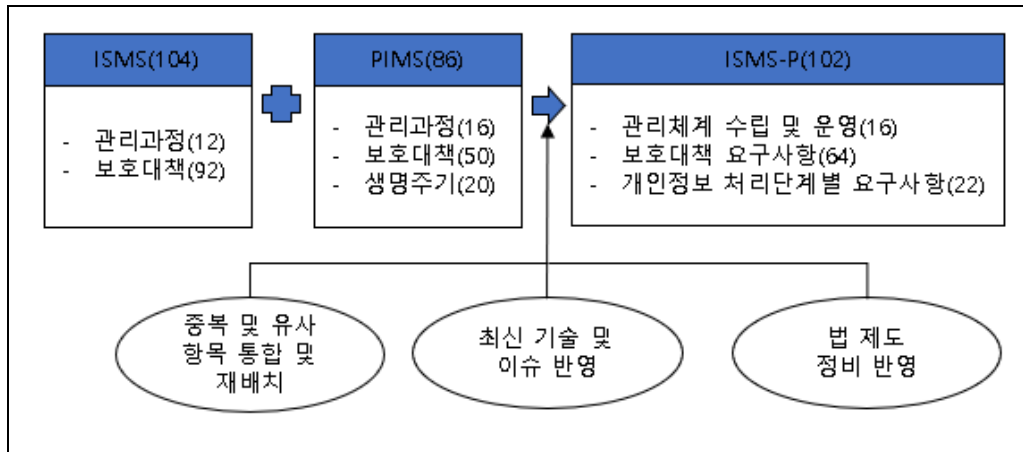 ISMS(104)
- 관리과정(12)
- 보호대책(92)
PIMS(86)
- 관리과정(16)
- 보호대책(50)
- 생명주기(20)
ISMS-P(102)
- 관리체계 수립 및 운영(16)
- 보호대책 요구사항(64)
- 개인정보 처리단계별 요구사항(22)
중복 및 유사
항목 통합 및
재배치
최신 기술 및
이슈 반영
법 제도
정비 반영